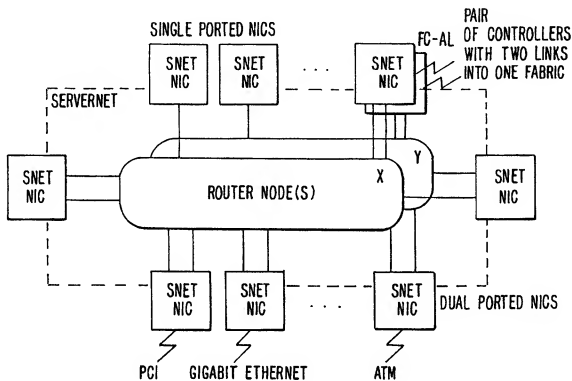 SINGLE PORTED NICS
FC-AL
PAIR
OF CONTROLLERS
WITH TWO LINKS
INTO ONE FABRIC
SNET
NIC
SNET
NIC
. . .
SNET
NIC
SERVERNET
SNET
NIC
Y
X
ROUTER NODE(S)
SNET
NIC
SNET
NIC
SNET
NIC
. . .
SNET
NIC
DUAL PORTED NICS
PCI
GIGABIT ETHERNET
ATM